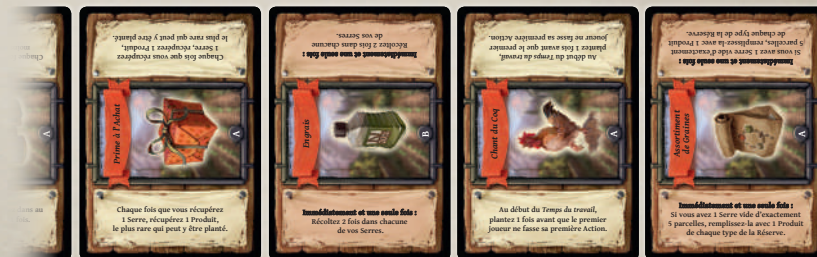 Chaque fois que vous récupérez
1 Serre, récupérez 1 Produit,
le plus rare qui peut y être planté.
Prime à l'Achat
A
Chaque fois que vous récupérez
1 Serre, récupérez 1 Produit,
le plus rare qui peut y être planté.
Immédiatement et une seule fois :
Récoltez 2 fois dans chacune
de vos Serres.
Engrais
B
Immédiatement et une seule fois :
Récoltez 2 fois dans chacune
de vos Serres.
Au début du Temps du travail,
plantez 1 fois avant que le premier
joueur ne fasse sa première Action.
Chant du Coq
A
Au début du Temps du travail,
plantez 1 fois avant que le premier
joueur ne fasse sa première Action.
Immédiatement et une seule fois :
Si vous avez 1 Serre vide d'exactement
5 parcelles, remplissez-la avec 1 Produit
de chaque type de la Réserve.
Assortiment
de Graines
A
Immédiatement et une seule fois :
Si vous avez 1 Serre vide d'exactement
5 parcelles, remplissez-la avec 1 Produit
de chaque type de la Réserve.
Chaque
A